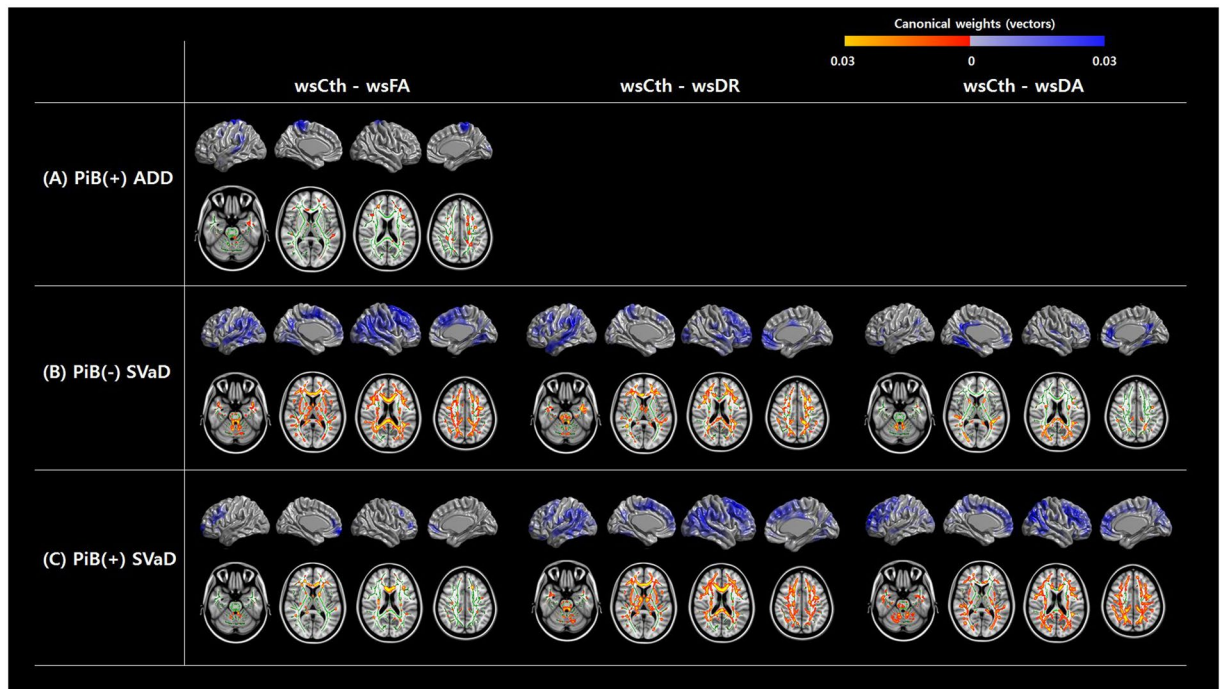 Canonical weights (vectors)
0.03 0 0.03
wsCth - wsFA wsCth - wsDR wsCth - wsDA
(A) PiB(+) ADD
(B) PiB(-) SVaD
(C) PiB(+) SVaD